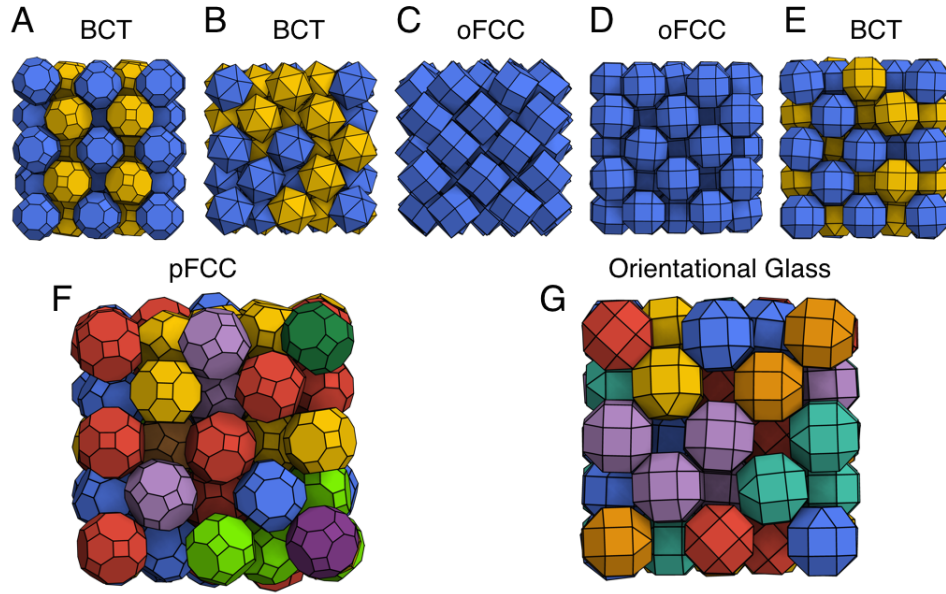 A BCT
B BCT
C oFCC
D oFCC
E BCT
F pFCC
G Orientational Glass